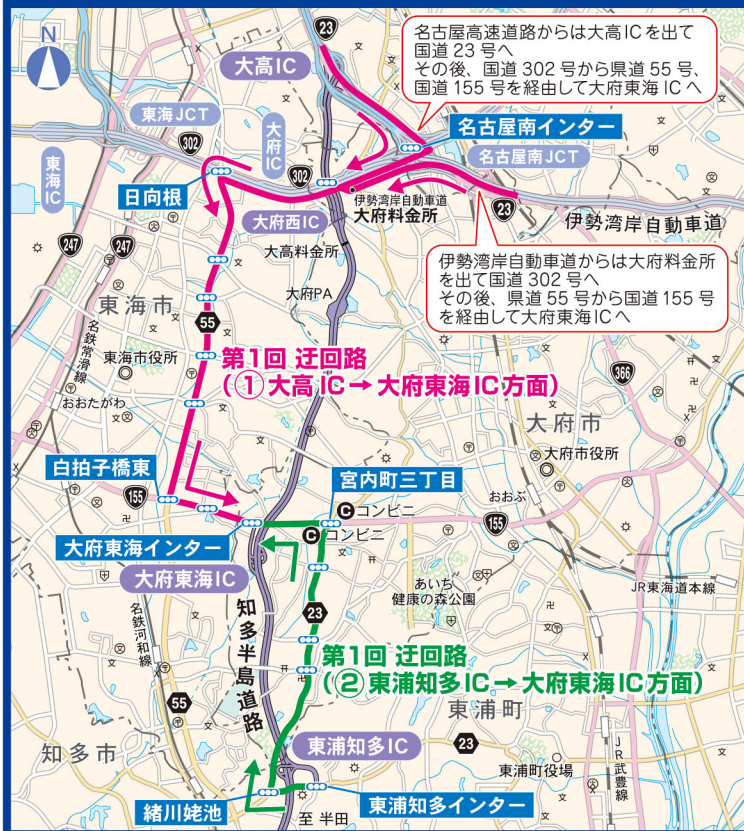 N
23
大高IC
名古屋高速道路からは大高ICを出て
国道23号へ
その後、国道302号から県道55号、
国道155号を経由して大府東海ICへ
東海JCT
302
大府IC
名古屋南インター
名古屋南JCT
東海IC
日向根
302
伊勢湾岸自動車道
大府料金所
23
大府西IC
伊勢湾岸自動車道
247
247
大高料金所
伊勢湾岸自動車道からは大府料金所
を出て国道302号へ
その後、県道55号から国道155号
を経由して大府東海ICへ
大府PA
東海市
55
名鉄常滑線
東海市役所
第1回 迂回路
(①大高IC→大府東海IC方面)
366
おおたがわ
大府市
大府市役所
白拍子橋東
宮内町三丁目
155
おおぶ
Cコンビニ
155
Cコンビニ
大府東海インター
大府東海IC
あいち
健康の森公園
JR東海道本線
名鉄河和線
知多半島道路
23
第1回 迂回路
(②東浦知多IC→大府東海IC方面)
55
東浦町
知多市
東浦知多IC
23
東浦町役場
JR武豊線
緒川姥池
東浦知多インター
至 半田